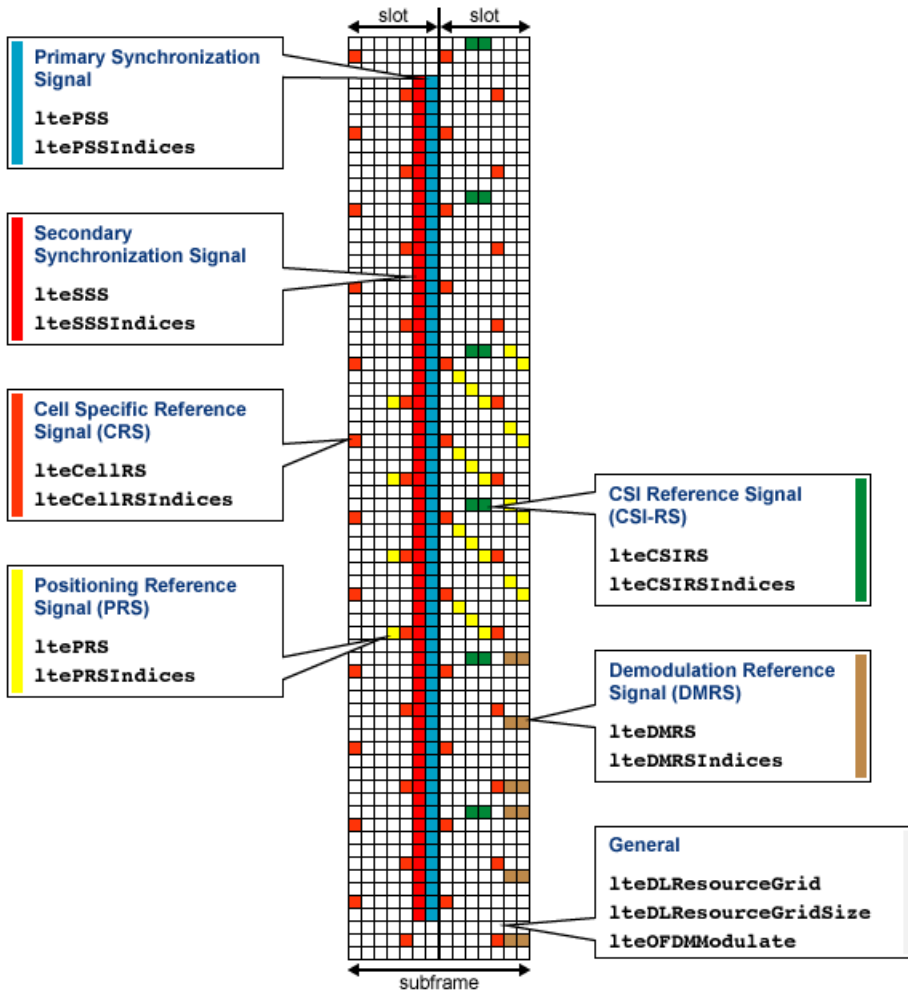 slot
slot
Primary Synchronization
Signal
ltePSS
ltePSSIndices
Secondary
Synchronization Signal
lteSSS
lteSSSIndices
Cell Specific Reference
Signal (CRS)
lteCellRS
lteCellRSIndices
Positioning Reference
Signal (PRS)
ltePRS
ltePRSIndices
CSI Reference Signal
(CSI-RS)
lteCSIRS
lteCSIRSIndices
Demodulation Reference
Signal (DMRS)
lteDMRS
lteDMRSIndices
General
lteDLResourceGrid
lteDLResourceGridSize
lteOFDMModulate
subframe